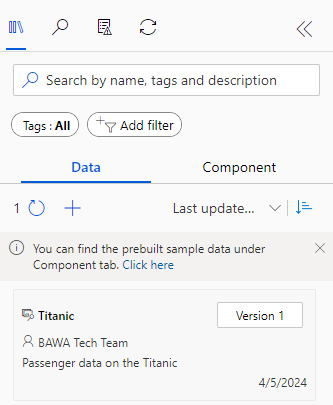 Search by name, tags and description
Tags : All
Add filter
Data
Component
1
Last update...
You can find the prebuilt sample data under
Component tab. Click here
Titanic
Version 1
BAWA Tech Team
Passenger data on the Titanic
4/5/2024